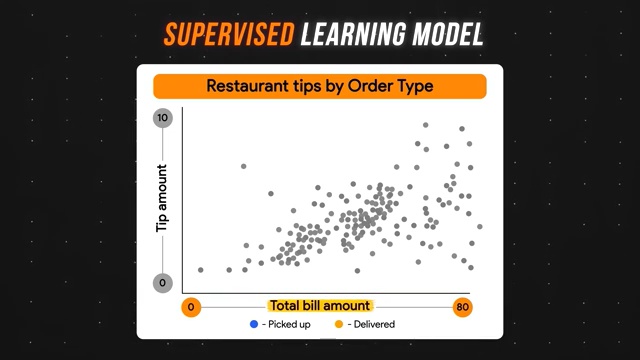 SUPERVISED LEARNING MODEL
Restaurant tips by Order Type
10
Tip amount
0
0 Total bill amount 80
- Picked up - Delivered